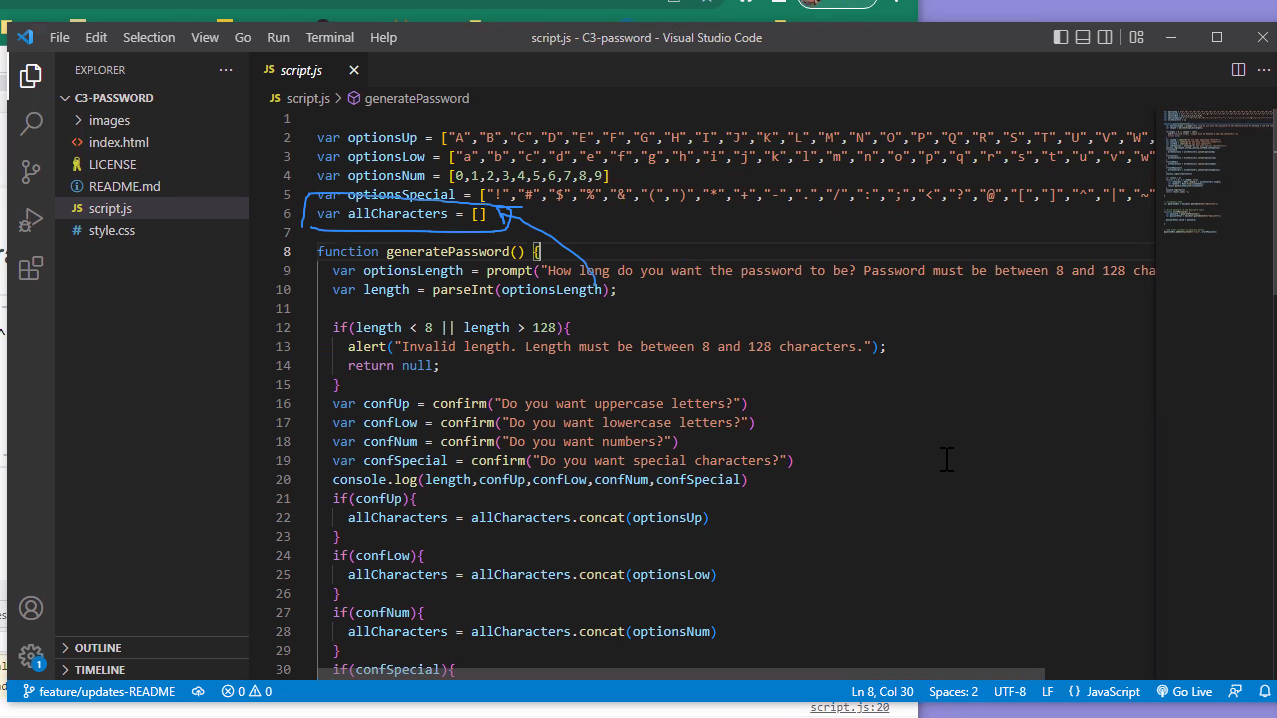 File Edit Selection View Go Run Terminal Help script.js - C3-password - Visual Studio Code
EXPLORER
C3-PASSWORD
images
index.html
LICENSE
README.md
script.js
style.css
OUTLINE
TIMELINE
JS script.js
JS script.js > generatePassword
1
2 var optionsUp = ["A","B","C","D","E","F","G","H","I","J","K","L","M","N","O","P","Q","R","S","T","U","V","W",
3 var optionsLow = ["a","b","c","d","e","f","g","h","i","j","k","l","m","n","o","p","q","r","s","t","u","v","w"
4 var optionsNum = [0,1,2,3,4,5,6,7,8,9]
5 var optionsSpecial = ["!","#","$","%","&","(",")","*","+","-",".","/",":",";","<","?","@","[","]","^","|","~"
6 var allCharacters = []
7
8 function generatePassword() {
9 var optionsLength = prompt("How long do you want the password to be? Password must be between 8 and 128 cha
10 var length = parseInt(optionsLength);
11
12 if(length < 8 || length > 128){
13 alert("Invalid length. Length must be between 8 and 128 characters.");
14 return null;
15 }
16 var confUp = confirm("Do you want uppercase letters?")
17 var confLow = confirm("Do you want lowercase letters?")
18 var confNum = confirm("Do you want numbers?")
19 var confSpecial = confirm("Do you want special characters?")
20 console.log(length,confUp,confLow,confNum,confSpecial)
21 if(confUp){
22 allCharacters = allCharacters.concat(optionsUp)
23 }
24 if(confLow){
25 allCharacters = allCharacters.concat(optionsLow)
26 }
27 if(confNum){
28 allCharacters = allCharacters.concat(optionsNum)
29 }
30 if(confSpecial){
1
feature/updates-README 0 0 Ln 8, Col 30 Spaces: 2 UTF-8 LF {} JavaScript Go Live
script.js:20